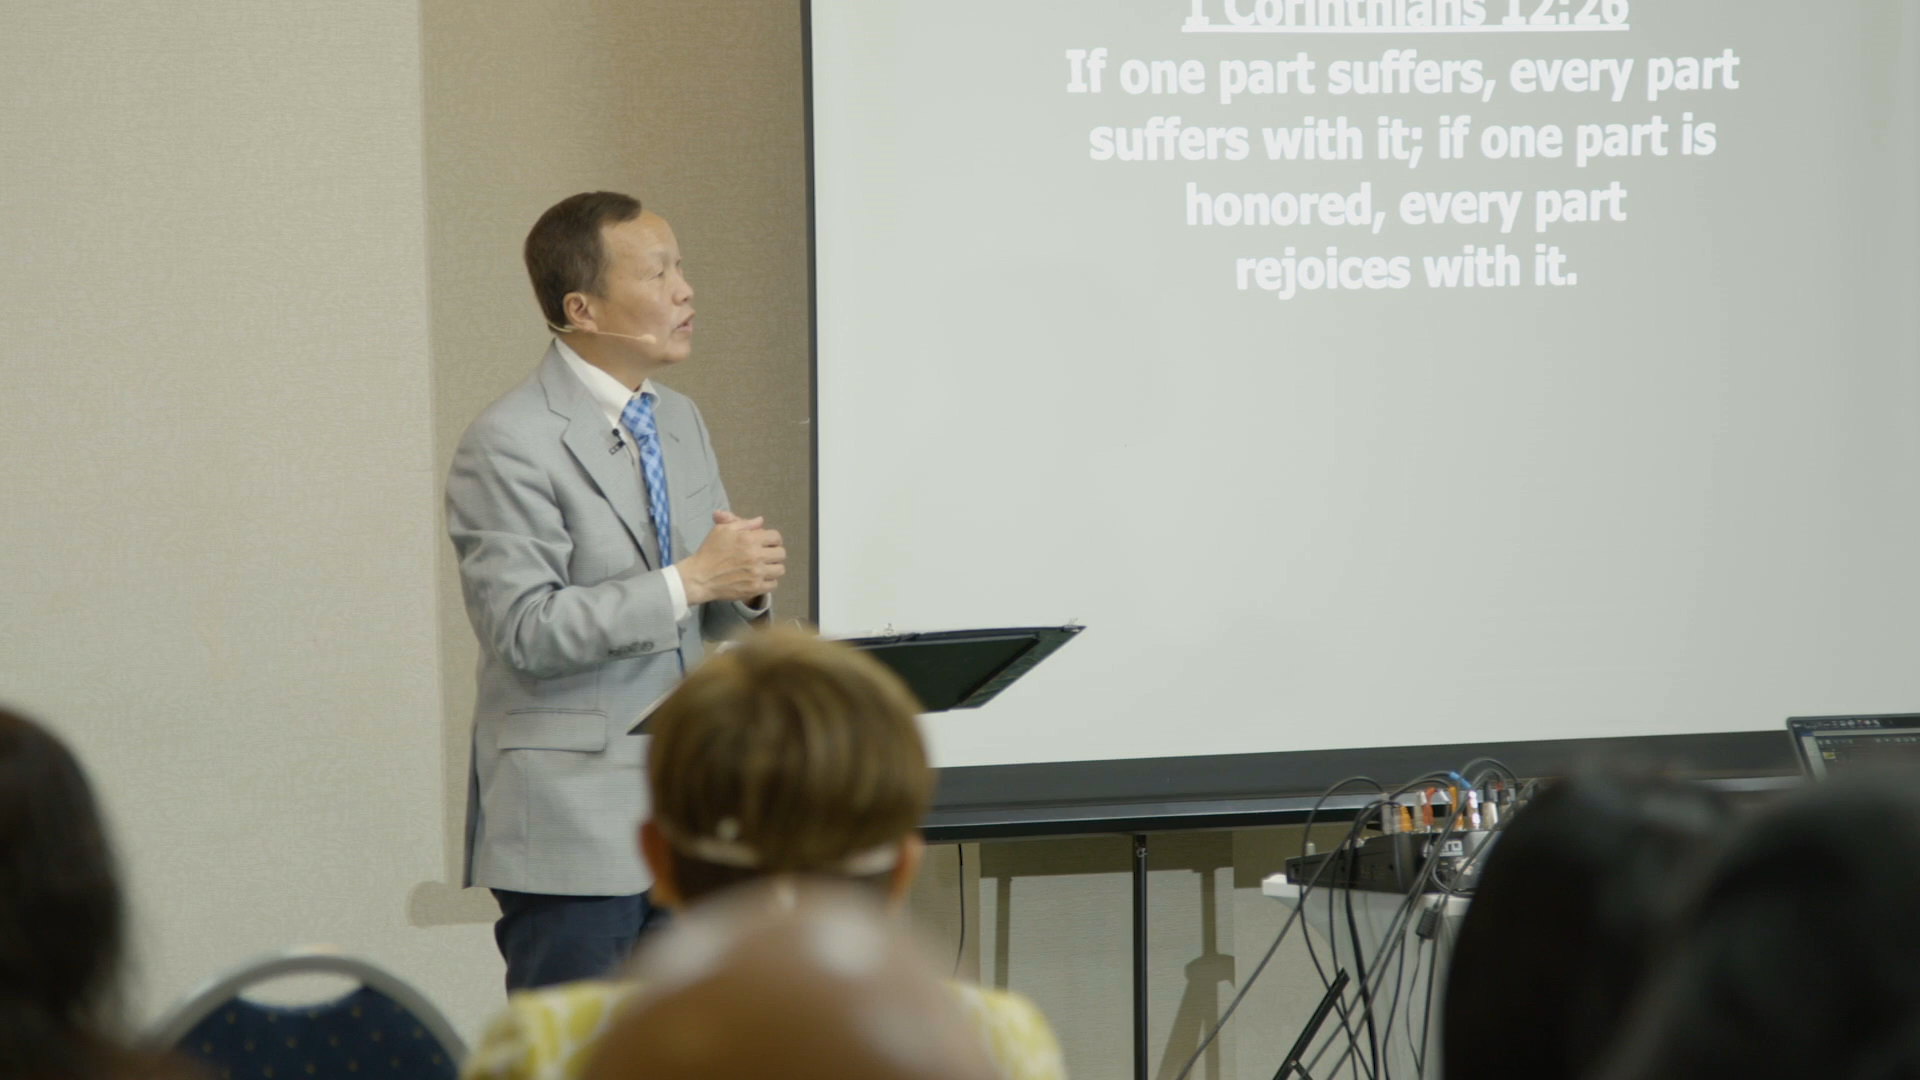 1 Corinthians 12:26
If one part suffers, every part
suffers with it; if one part is
honored, every part
rejoices with it.